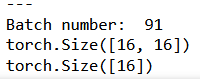 ---
Batch number:  91
torch.Size([16, 16])
torch.Size([16])